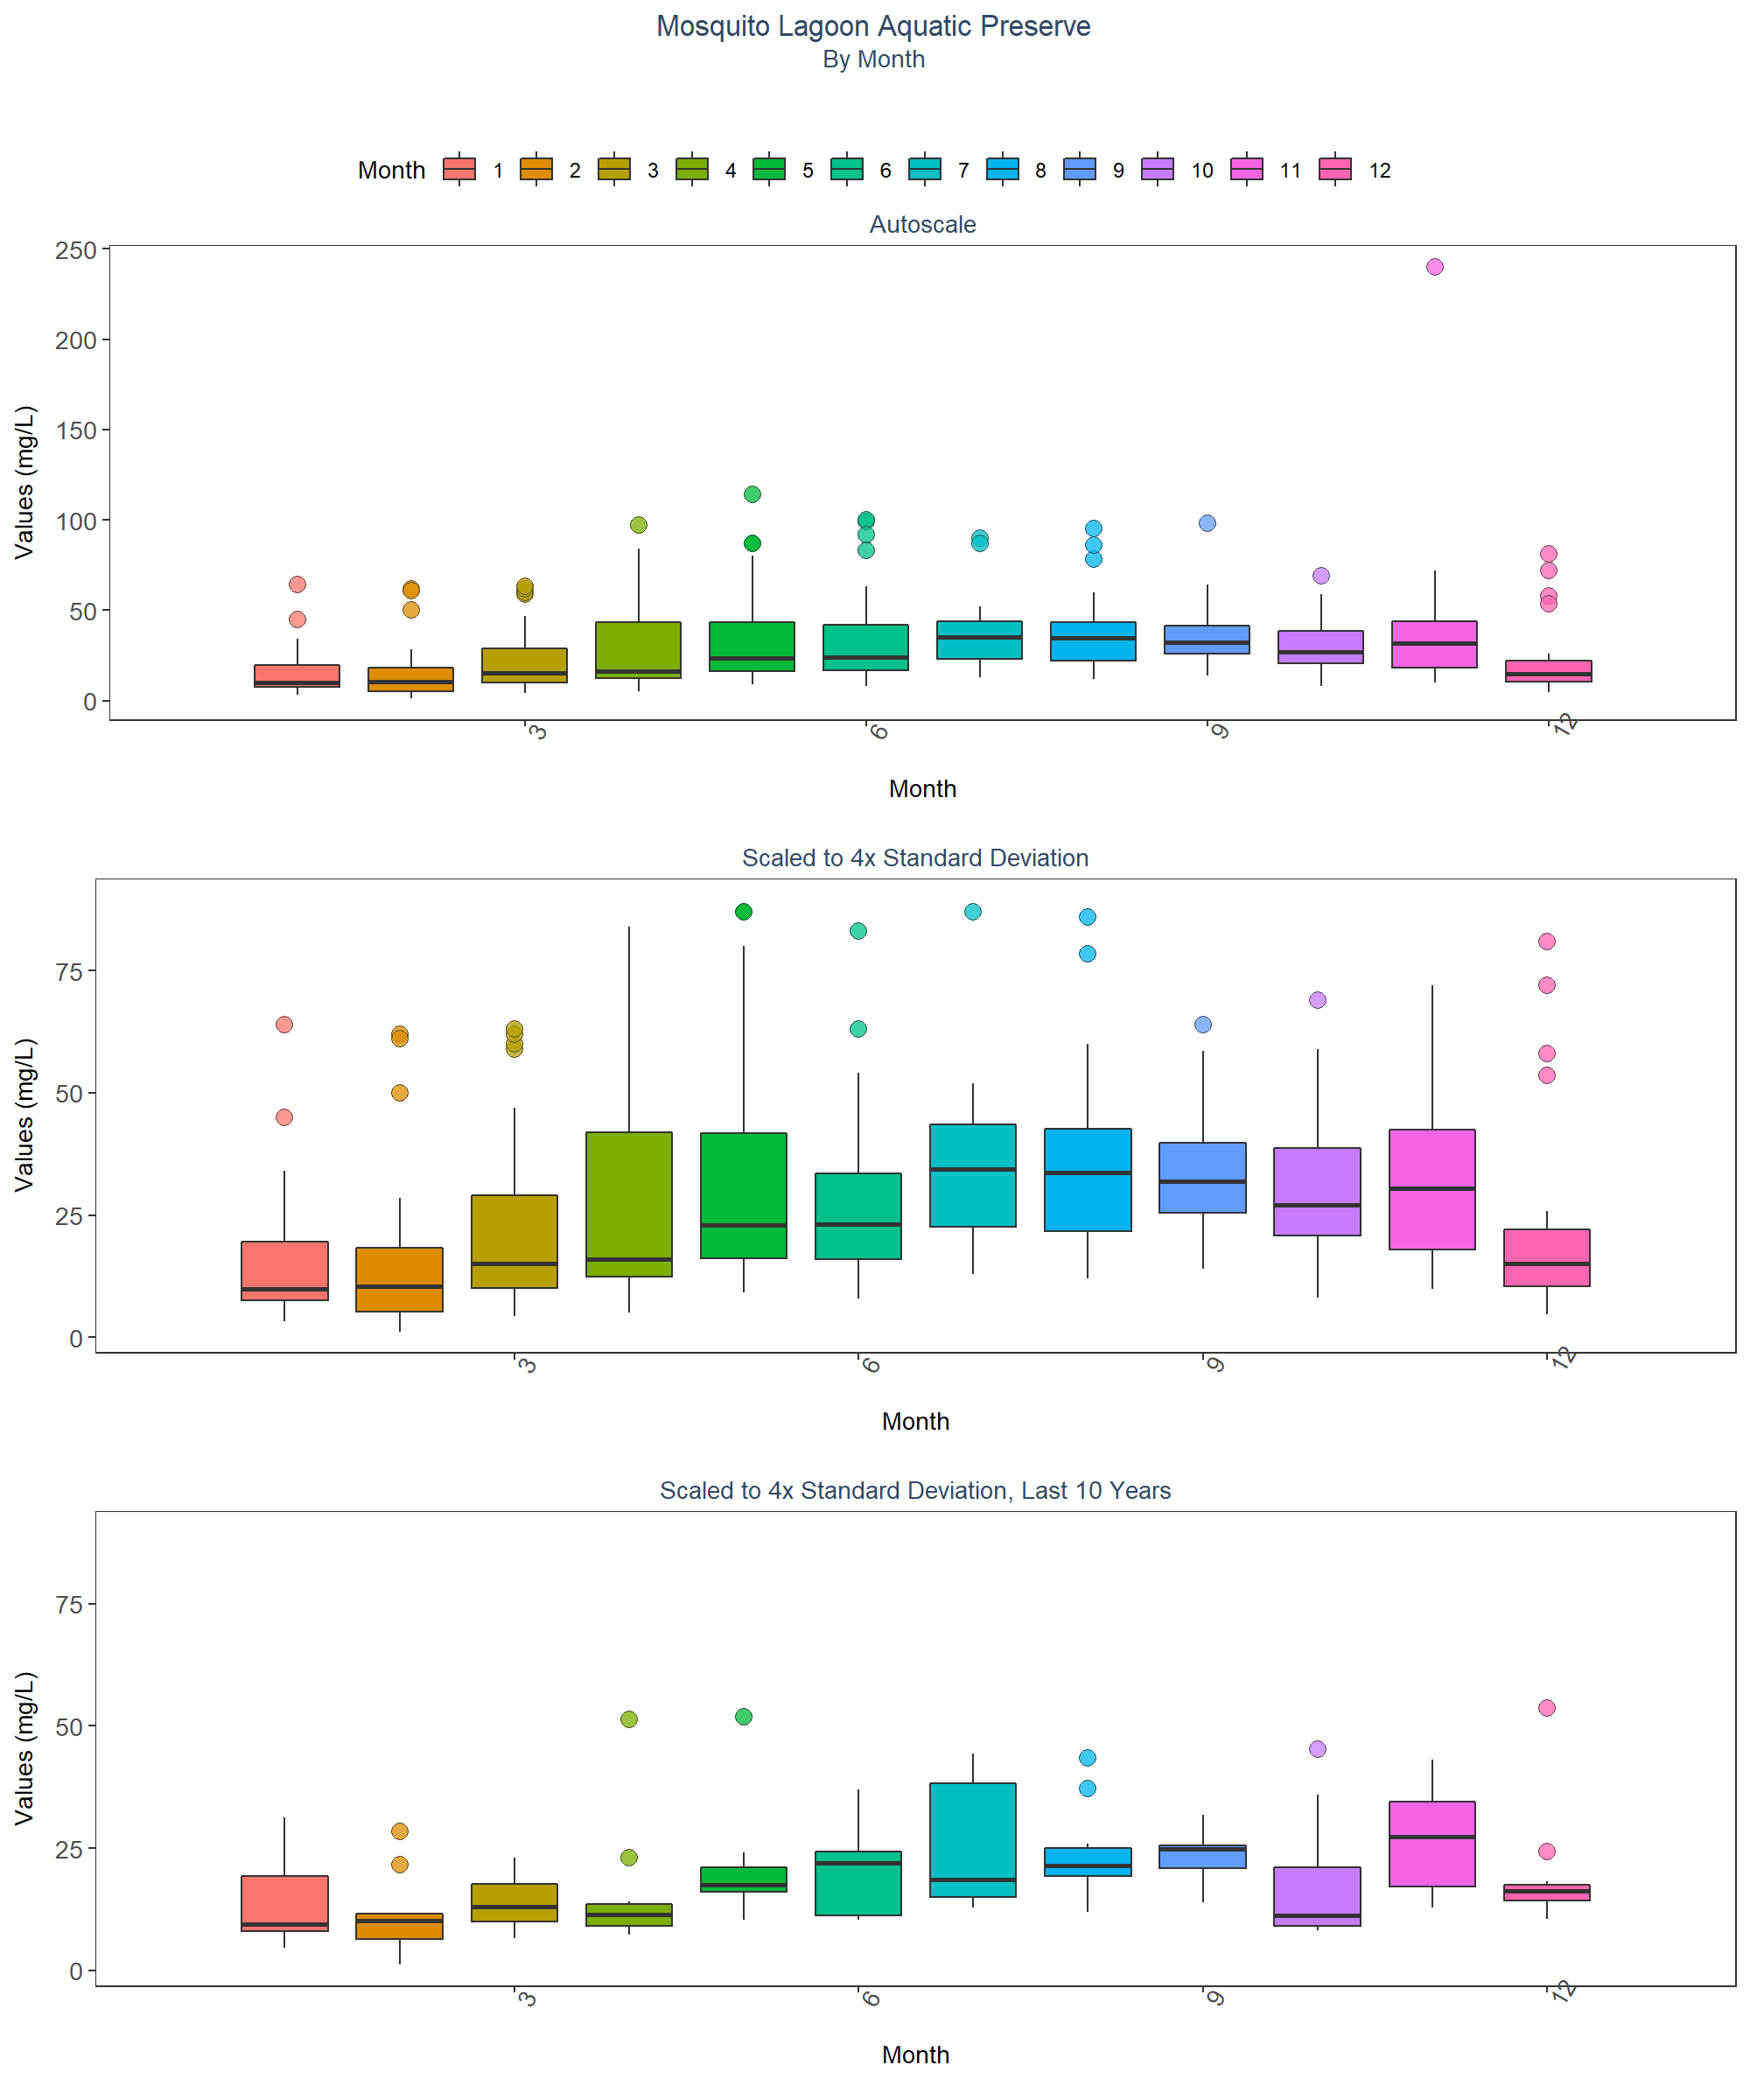 Mosquito Lagoon Aquatic Preserve
By Month
Month 1 2 3 4 5 6 7 8 9 10 11 12
Autoscale
250
200
150
100
50
0
Values (mg/L)
3 6 9 12
Month
Scaled to 4x Standard Deviation
75
50
25
0
Values (mg/L)
3 6 9 12
Month
Scaled to 4x Standard Deviation, Last 10 Years
75
50
25
0
Values (mg/L)
3 6 9 12
Month